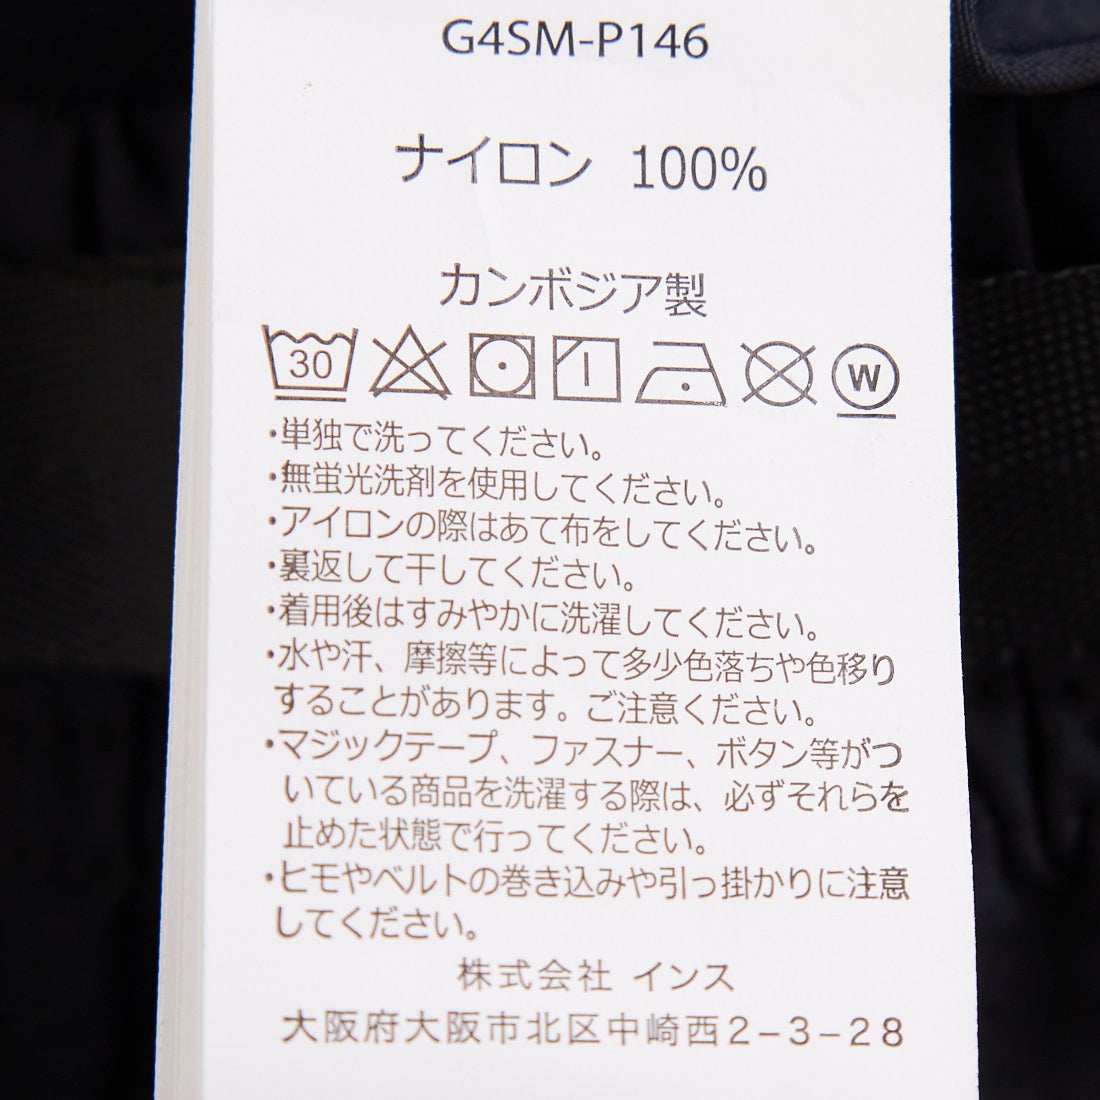 G4SM-P146
ナイロン 100%
カンボジア製
30 W
・単独で洗ってください。
・無蛍光洗剤を使用してください。
・アイロンの際はあて布をしてください。
・裏返して干してください。
・着用後はすみやかに洗濯してください。
・水や汗、摩擦等によって多少色落ちや色移り
することがあります。ご注意ください。
・マジックテープ、ファスナー、ボタン等がつ
いている商品を洗濯する際は、必ずそれらを
止めた状態で行ってください。
・ヒモやベルトの巻き込みや引っ掛かりに注意
してください。
株式会社 インス
大阪府大阪市北区中崎西2-3-28